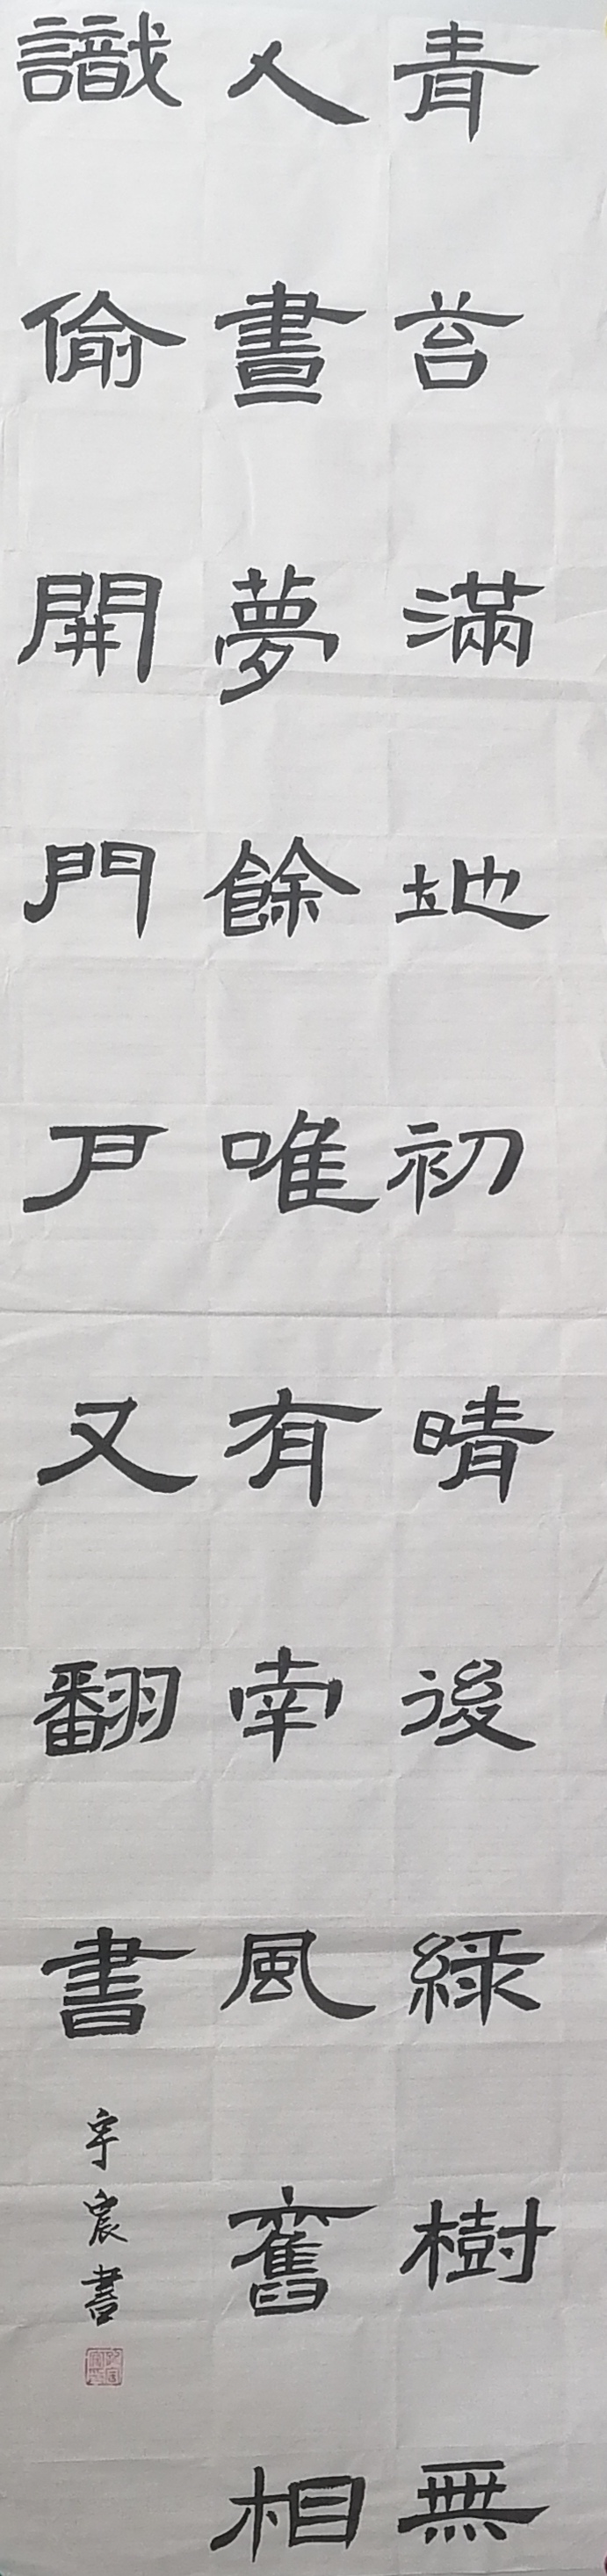 青苔滿地初晴後綠樹無
人晝夢餘唯有南風舊相
識偷開門戶又翻書
宇宸書